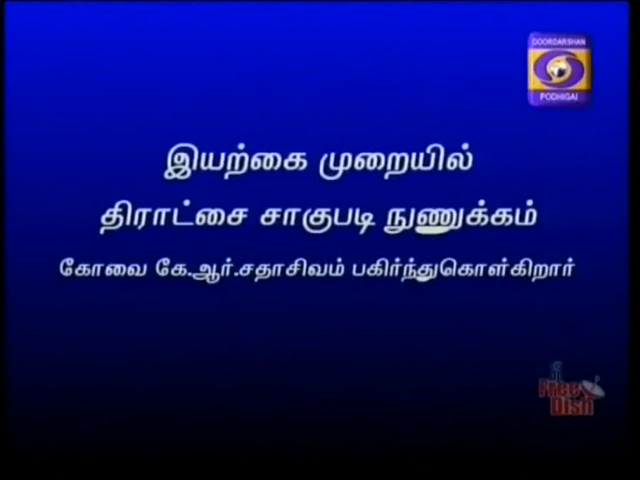 DOORDARSHAN
PODHIGAI
இயற்கை முறையில்
திராட்சை சாகுபடி நுணுக்கம்
கோவை கே.ஆர்.சதாசிவம் பகிர்ந்துகொள்கிறார்
Free
Dish